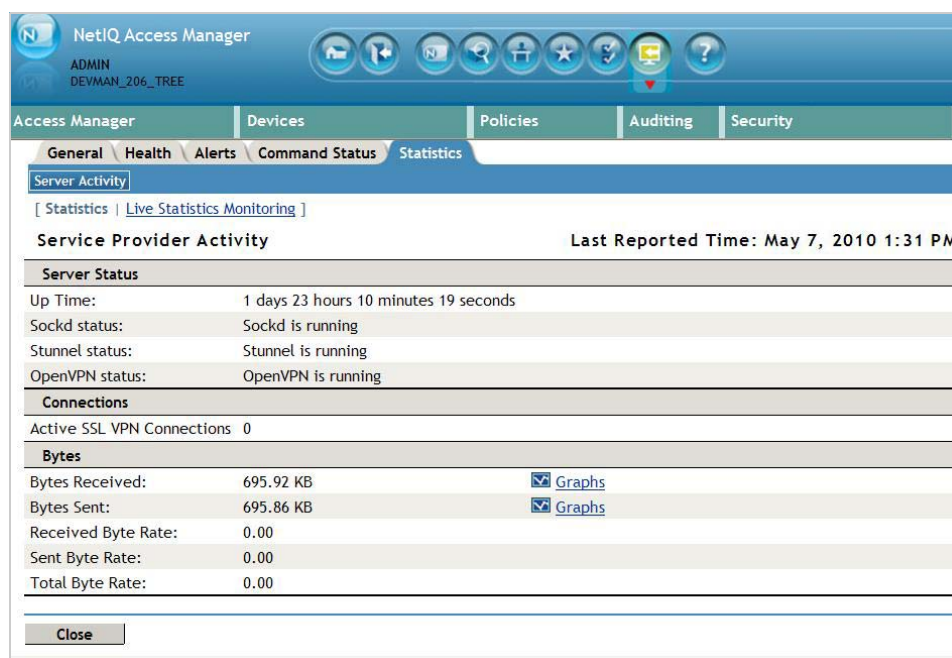 NetIQ Access Manager
ADMIN
DEVMAN_206_TREE
Access Manager Devices Policies Auditing Security
General Health Alerts Command Status Statistics
Server Activity
[ Statistics | Live Statistics Monitoring ]
Service Provider Activity Last Reported Time: May 7, 2010 1:31 PM
Server Status
Up Time: 1 days 23 hours 10 minutes 19 seconds
Sockd status: Sockd is running
Stunnel status: Stunnel is running
OpenVPN status: OpenVPN is running
Connections
Active SSL VPN Connections 0
Bytes
Bytes Received: 695.92 KB Graphs
Bytes Sent: 695.86 KB Graphs
Received Byte Rate: 0.00
Sent Byte Rate: 0.00
Total Byte Rate: 0.00
Close